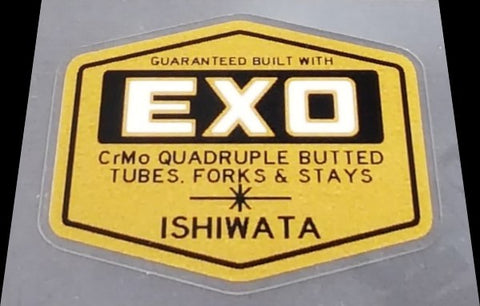 GUARANTEED BUILT WITH
EXO
CrMo QUADRUPLE BUTTED
TUBES, FORKS & STAYS
ISHIWATA